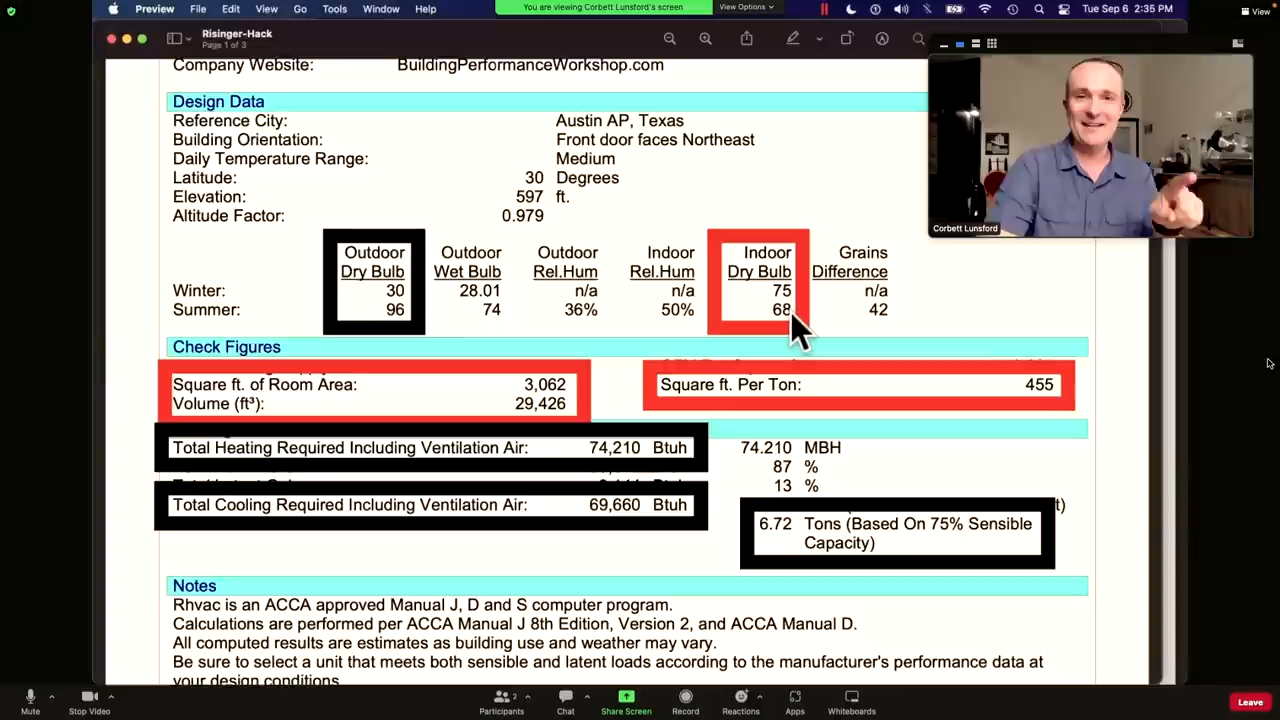 Preview File Edit View Go Tools Window Help
You are viewing Corbett Lunsford's screen
View Options
Tue Sep 6 2:35 PM
View
Risinger-Hack
Page 1 of 3
Company Website: BuildingPerformanceWorkshop.com
Design Data
Reference City: Austin AP, Texas
Building Orientation: Front door faces Northeast
Daily Temperature Range: Medium
Latitude: 30 Degrees
Elevation: 597 ft.
Altitude Factor: 0.979
Corbett Lunsford
Outdoor Outdoor Outdoor Indoor Indoor Grains
Dry Bulb Wet Bulb Rel.Hum Rel.Hum Dry Bulb Difference
Winter: 30 28.01 n/a n/a 75 n/a
Summer: 96 74 36% 50% 68 42
Check Figures
Square ft. of Room Area: 3,062 Square ft. Per Ton: 455
Volume (ft³): 29,426
Total Heating Required Including Ventilation Air: 74,210 Btuh 74.210 MBH
87 %
13 %
Total Cooling Required Including Ventilation Air: 69,660 Btuh t)
6.72 Tons (Based On 75% Sensible
Capacity)
Notes
Rhvac is an ACCA approved Manual J, D and S computer program.
Calculations are performed per ACCA Manual J 8th Edition, Version 2, and ACCA Manual D.
All computed results are estimates as building use and weather may vary.
Be sure to select a unit that meets both sensible and latent loads according to the manufacturer's performance data at
your design conditions.
Mute Stop Video Participants 2 Chat Share Screen Record Reactions Apps Whiteboards Leave